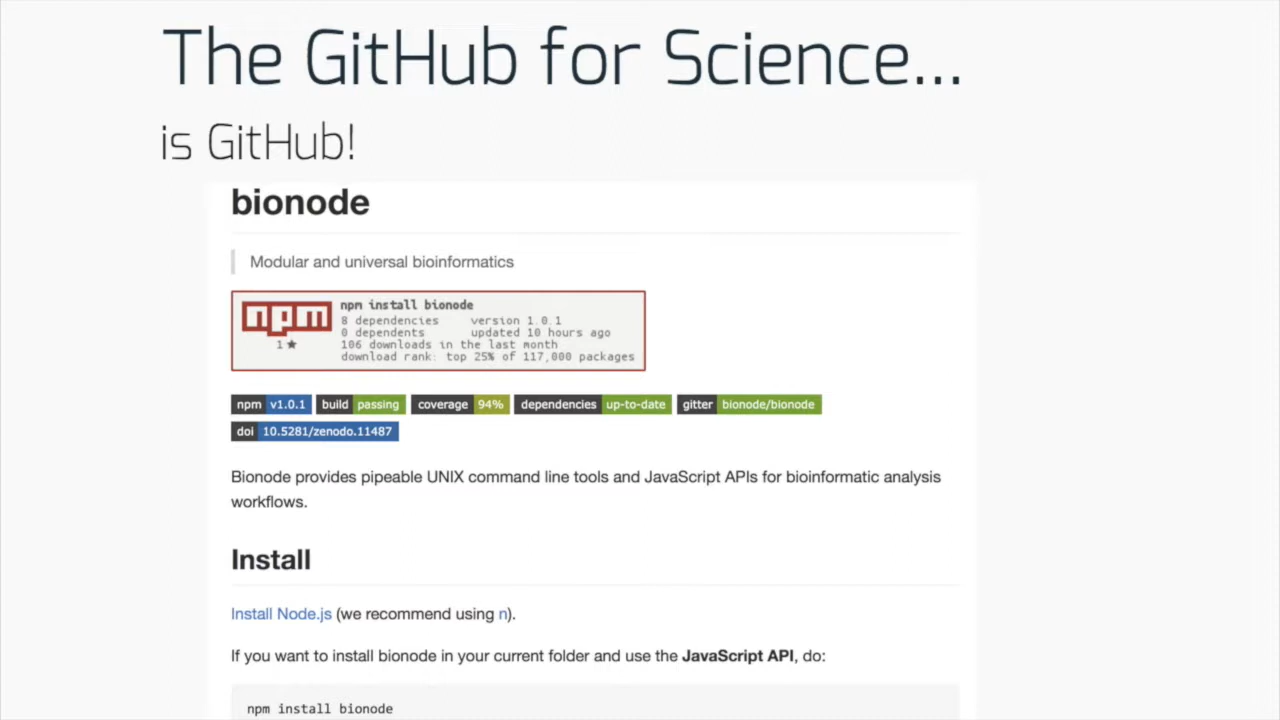 The GitHub for Science...
is GitHub!
bionode
Modular and universal bioinformatics
npm
1 ★
npm install bionode
8 dependencies version 1.0.1
0 dependents updated 10 hours ago
106 downloads in the last month
download rank: top 25% of 117,000 packages
npm v1.0.1 build passing coverage 94% dependencies up-to-date gitter bionode/bionode
doi 10.5281/zenodo.11487
Bionode provides pipeable UNIX command line tools and JavaScript APIs for bioinformatic analysis
workflows.
Install
Install Node.js (we recommend using n).
If you want to install bionode in your current folder and use the JavaScript API, do:
npm install bionode